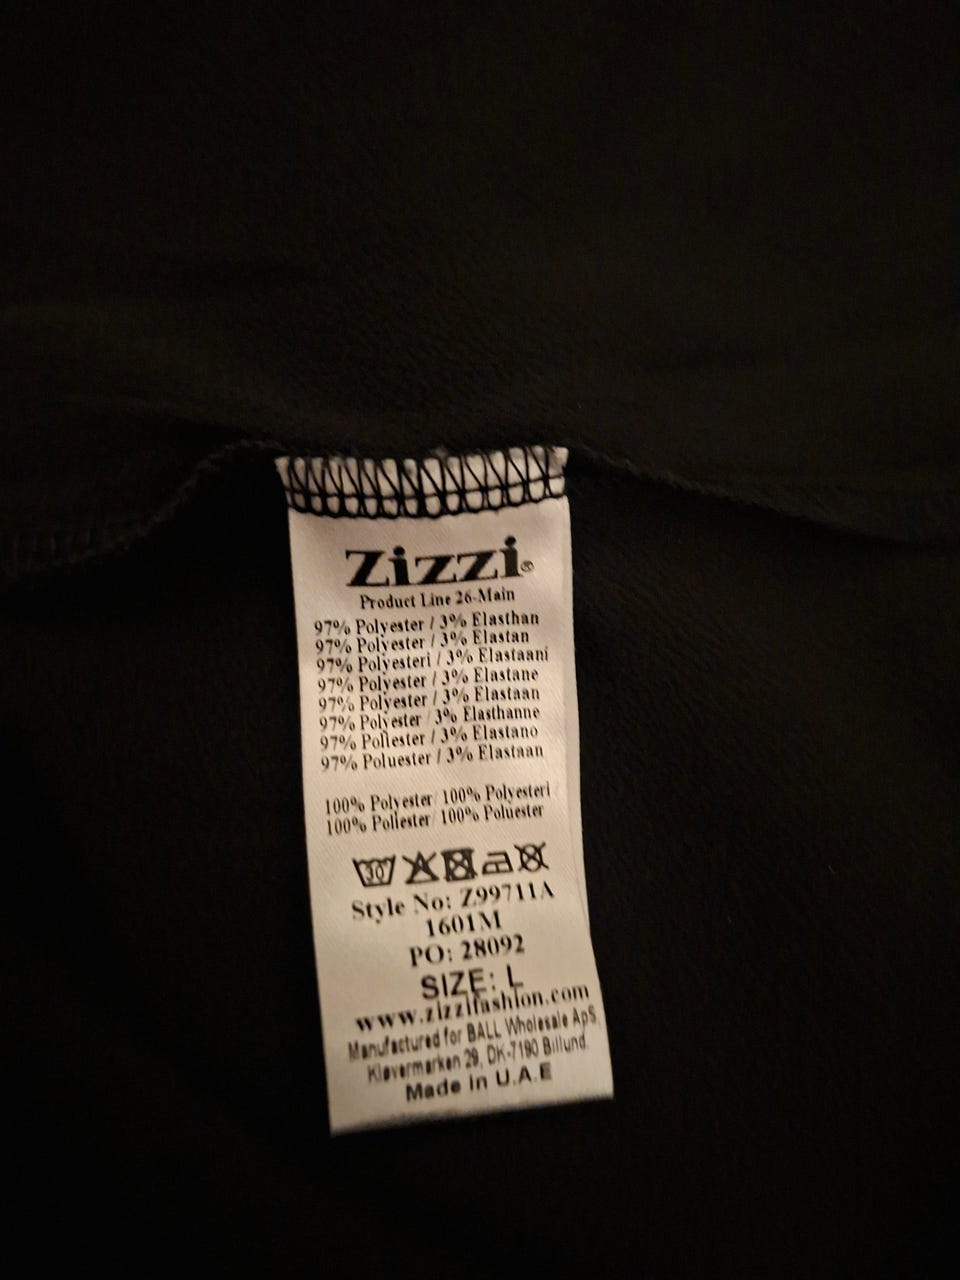 Zizzi®
Product Line 26-Main
97% Polyester / 3% Elasthan
97% Polyester / 3% Elastan
97% Polyesteri / 3% Elastaani
97% Polyester / 3% Elastane
97% Polyester / 3% Elastaan
97% Polyester / 3% Elasthanne
97% Poliester / 3% Elastano
97% Poluester / 3% Elastaan
100% Polyester/ 100% Polyesteri /
100% Poliester/ 100% Poluester
30°
Style No: Z99711A
1601M
PO: 28092
SIZE: L
www.zizzifashion.com
Manufactured for BALL Wholesale ApS,
Kløvermarken 29, DK-7190 Billund.
Made in U.A.E